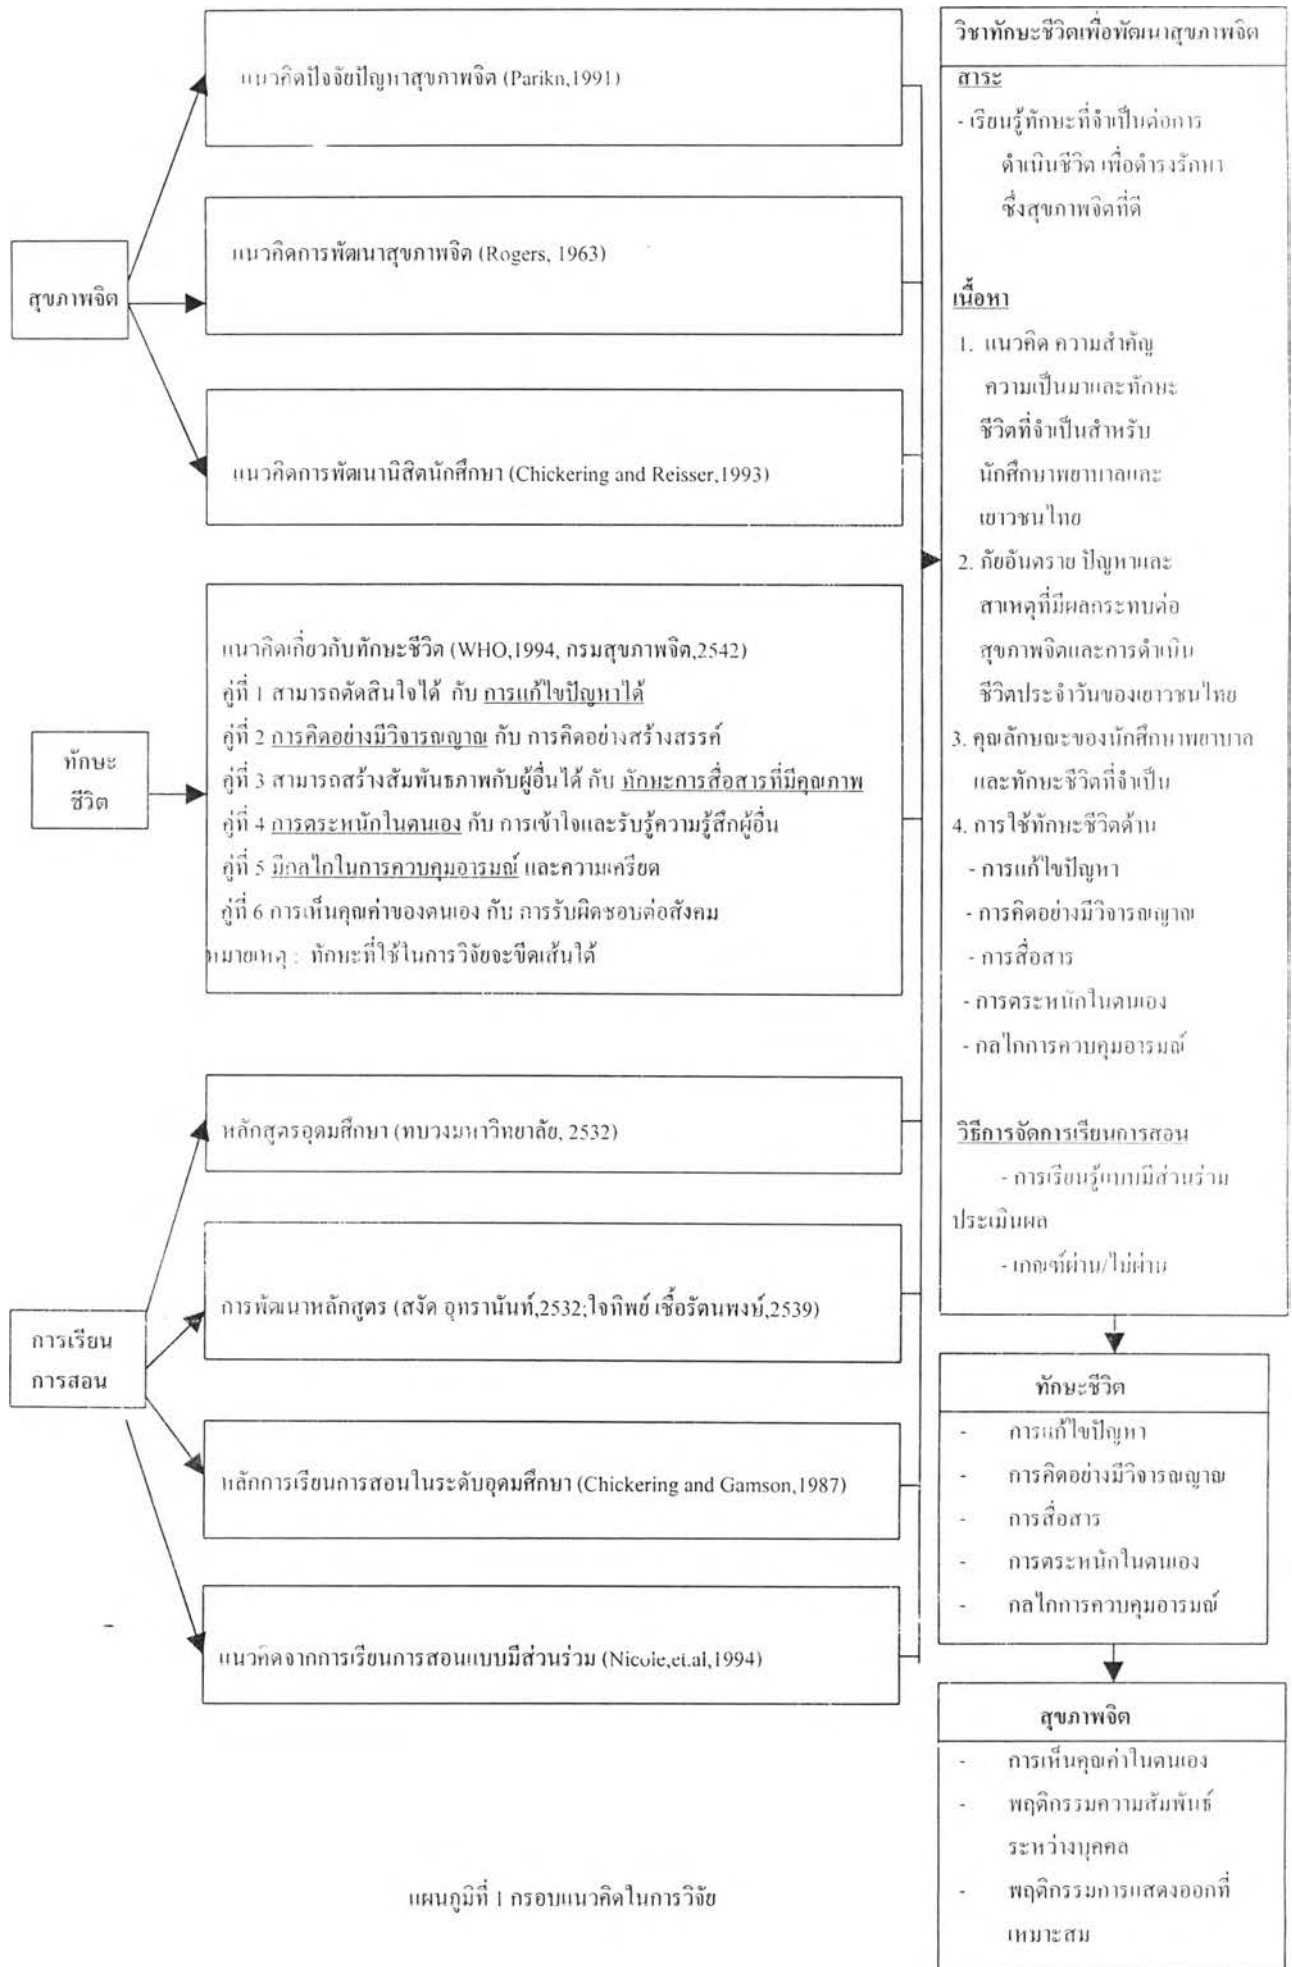 สุขภาพจิต
แนวคิดปัจจัยปัญหาสุขภาพจิต (Parikn,1991)
แนวคิดการพัฒนาสุขภาพจิต (Rogers, 1963)
แนวคิดการพัฒนานิสิตนักศึกษา (Chickering and Reisser,1993)
ทักษะ
ชีวิต
แนวคิดเกี่ยวกับทักษะชีวิต (WHO,1994, กรมสุขภาพจิต,2542)
คู่ที่ 1 สามารถตัดสินใจได้ กับ การแก้ไขปัญหาได้
คู่ที่ 2 การคิดอย่างมีวิจารณญาณ กับ การคิดอย่างสร้างสรรค์
คู่ที่ 3 สามารถสร้างสัมพันธภาพกับผู้อื่นได้ กับ ทักษะการสื่อสารที่มีคุณภาพ
คู่ที่ 4 การตระหนักในตนเอง กับ การเข้าใจและรับรู้ความรู้สึกผู้อื่น
คู่ที่ 5 มีกลไกในการควบคุมอารมณ์ และความเครียด
คู่ที่ 6 การเห็นคุณค่าของตนเอง กับ การรับผิดชอบต่อสังคม
หมายเหตุ : ทักษะที่ใช้ในการวิจัยจะขีดเส้นใต้
การเรียน
การสอน
หลักสูตรอุดมศึกษา (ทบวงมหาวิทยาลัย, 2532)
การพัฒนาหลักสูตร (สงัด อุทรานันท์,2532;ใจทิพย์ เชื้อรัตนพงษ์,2539)
หลักการเรียนการสอนในระดับอุดมศึกษา (Chickering and Gamson,1987)
แนวคิดจากการเรียนการสอนแบบมีส่วนร่วม (Nicole,et.al,1994)
วิชาทักษะชีวิตเพื่อพัฒนาสุขภาพจิต
สาระ
- เรียนรู้ทักษะที่จำเป็นต่อการ
ดำเนินชีวิต เพื่อดำรงรักษา
ซึ่งสุขภาพจิตที่ดี
เนื้อหา
1. แนวคิด ความสำคัญ
ความเป็นมาและทักษะ
ชีวิตที่จำเป็นสำหรับ
นักศึกษาพยาบาลและ
เยาวชนไทย
2. ภัยอันตราย ปัญหาและ
สาเหตุที่มีผลกระทบต่อ
สุขภาพจิตและการดำเนิน
ชีวิตประจำวันของเยาวชนไทย
3. คุณลักษณะของนักศึกษาพยาบาล
และทักษะชีวิตที่จำเป็น
4. การใช้ทักษะชีวิตด้าน
- การแก้ไขปัญหา
- การคิดอย่างมีวิจารณญาณ
- การสื่อสาร
- การตระหนักในตนเอง
- กลไกการควบคุมอารมณ์
วิธีการจัดการเรียนการสอน
- การเรียนรู้แบบมีส่วนร่วม
ประเมินผล
- เกณฑ์ผ่าน/ไม่ผ่าน
ทักษะชีวิต
- การแก้ไขปัญหา
- การคิดอย่างมีวิจารณญาณ
- การสื่อสาร
- การตระหนักในตนเอง
- กลไกการควบคุมอารมณ์
สุขภาพจิต
- การเห็นคุณค่าในตนเอง
- พฤติกรรมความสัมพันธ์
ระหว่างบุคคล
- พฤติกรรมการแสดงออกที่
เหมาะสม
แผนภูมิที่ 1 กรอบแนวคิดในการวิจัย